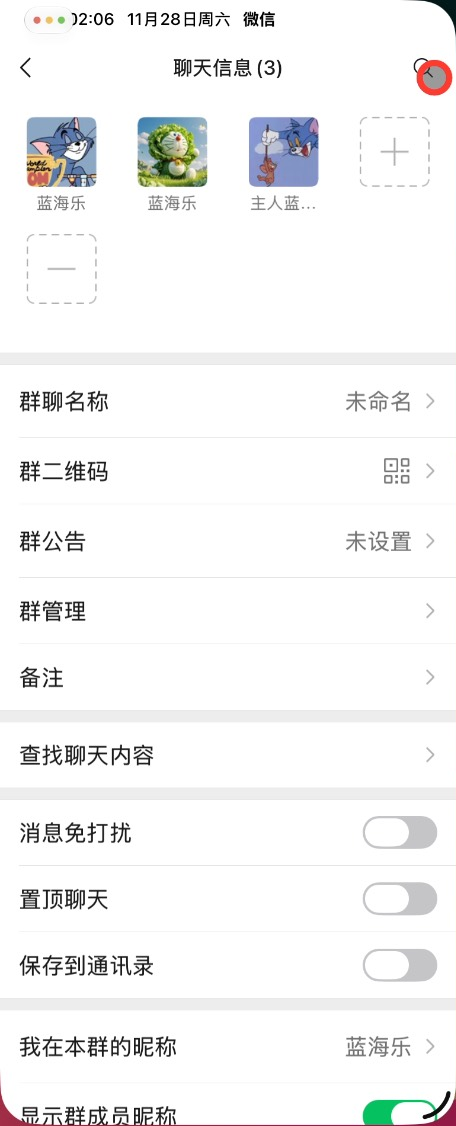 02:06 11月28日周六 微信
聊天信息(3)
蓝海乐 蓝海乐 主人蓝...
群聊名称 未命名
群二维码
群公告 未设置
群管理
备注
查找聊天内容
消息免打扰
置顶聊天
保存到通讯录
我在本群的昵称 蓝海乐
显示群成员昵称